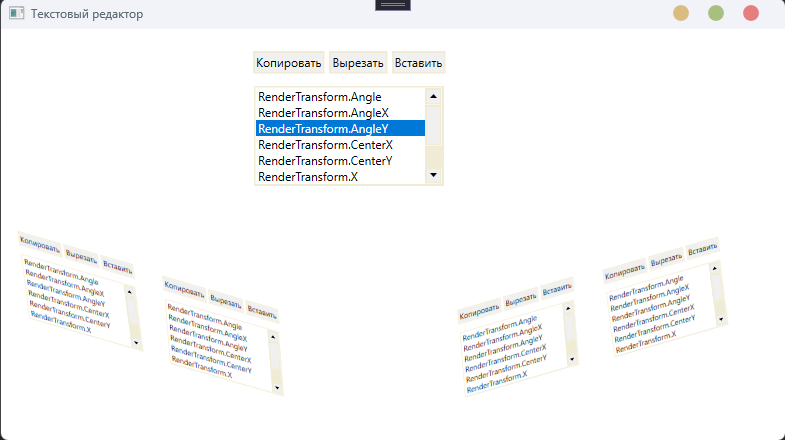 Текстовый редактор
Копировать Вырезать Вставить
RenderTransform.Angle
RenderTransform.AngleX
RenderTransform.AngleY
RenderTransform.CenterX
RenderTransform.CenterY
RenderTransform.X
Копировать Вырезать Вставить
RenderTransform.Angle
RenderTransform.AngleX
RenderTransform.AngleY
RenderTransform.CenterX
RenderTransform.CenterY
RenderTransform.X
Копировать Вырезать Вставить
RenderTransform.Angle
RenderTransform.AngleX
RenderTransform.AngleY
RenderTransform.CenterX
RenderTransform.CenterY
RenderTransform.X
Копировать Вырезать Вставить
RenderTransform.Angle
RenderTransform.AngleX
RenderTransform.AngleY
RenderTransform.CenterX
RenderTransform.CenterY
RenderTransform.X
Копировать Вырезать Вставить
RenderTransform.Angle
RenderTransform.AngleX
RenderTransform.AngleY
RenderTransform.CenterX
RenderTransform.CenterY
RenderTransform.X